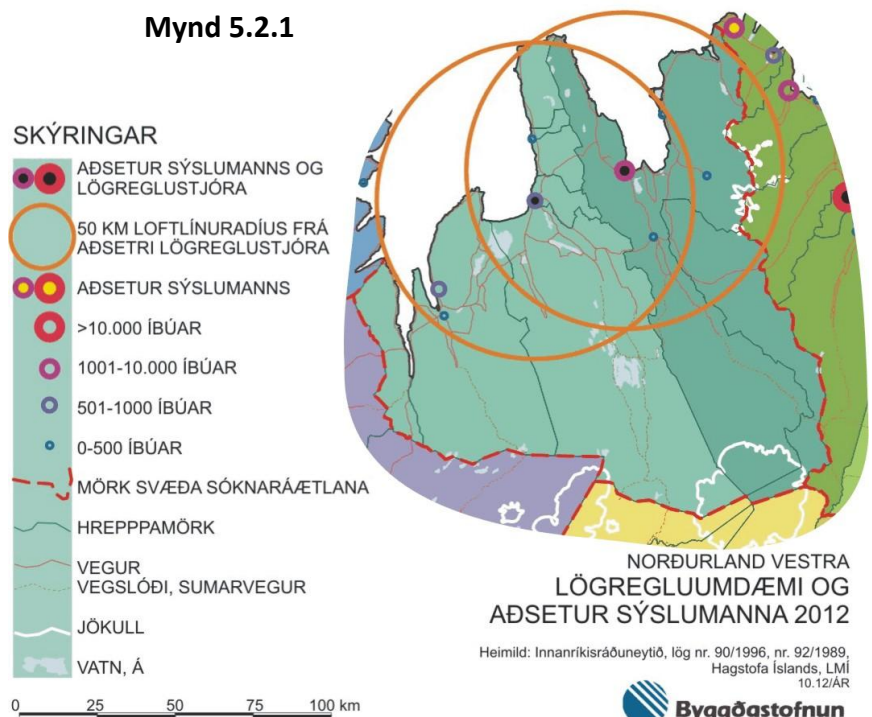 Mynd 5.2.1
SKÝRINGAR
AÐSETUR SÝSLUMANNS OG
LÖGREGLUSTJÓRA
50 KM LOFTLÍNURADÍUS FRÁ
AÐSETRI LÖGREGLUSTJÓRA
AÐSETUR SÝSLUMANNS
>10.000 ÍBÚAR
1001-10.000 ÍBÚAR
501-1000 ÍBÚAR
0-500 ÍBÚAR
MÖRK SVÆÐA SÓKNARÁÆTLANA
HREPPPAMÖRK
VEGUR
VEGSLÓÐI, SUMARVEGUR
JÖKULL
VATN, Á
0 25 50 75 100 km
NORÐURLAND VESTRA
LÖGREGLUUMDÆMI OG
AÐSETUR SÝSLUMANNA 2012
Heimild: Innanríkisráðuneytið, lög nr. 90/1996, nr. 92/1989,
Hagstofa Íslands, LMÍ
10.12/ÁR
Byggðastofnun